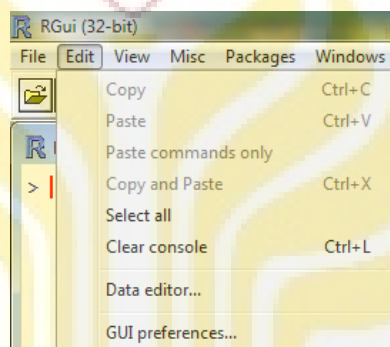 RGui (32-bit)
File Edit View Misc Packages Windows
Copy Ctrl+C
Paste Ctrl+V
Paste commands only
Copy and Paste Ctrl+X
Select all
Clear console Ctrl+L
Data editor...
GUI preferences...
>